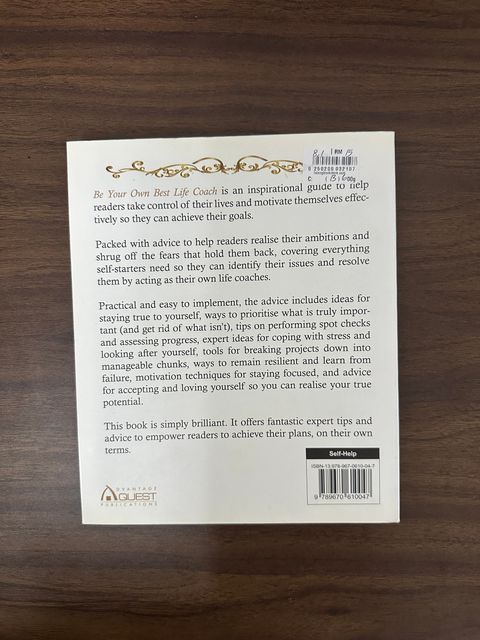 RM 15
0 250200 032107
Be Your Own Best Life Coach is an inspirational guide to help
readers take control of their lives and motivate themselves effec-
tively so they can achieve their goals.
Packed with advice to help readers realise their ambitions and
shrug off the fears that hold them back, covering everything
self-starters need so they can identify their issues and resolve
them by acting as their own life coaches.
Practical and easy to implement, the advice includes ideas for
staying true to yourself, ways to prioritise what is truly impor-
tant (and get rid of what isn't), tips on performing spot checks
and assessing progress, expert ideas for coping with stress and
looking after yourself, tools for breaking projects down into
manageable chunks, ways to remain resilient and learn from
failure, motivation techniques for staying focused, and advice
for accepting and loving yourself so you can realise your true
potential.
This book is simply brilliant. It offers fantastic expert tips and
advice to empower readers to achieve their plans, on their own
terms.
Self-Help
ISBN-13 978-967-0610-04-7
9 789670 610047
ADVANTAGE
QUEST
PUBLICATIONS